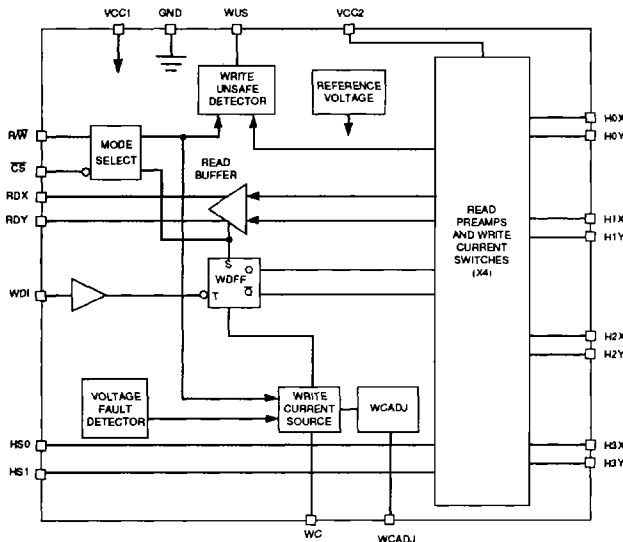 VCC1
GND
WUS
VCC2
WRITE
UNSAFE
DETECTOR
REFERENCE
VOLTAGE
R/W̅
C̅S̅
MODE
SELECT
READ
BUFFER
RDX
RDY
H0X
H0Y
H1X
H1Y
READ
PREAMPS
AND WRITE
CURRENT
SWITCHES
(X4)
S
Q
WDFF
T
Q̅
WDI
H2X
H2Y
VOLTAGE
FAULT
DETECTOR
WRITE
CURRENT
SOURCE
WCADJ
HS0
HS1
H3X
H3Y
WC
WCADJ